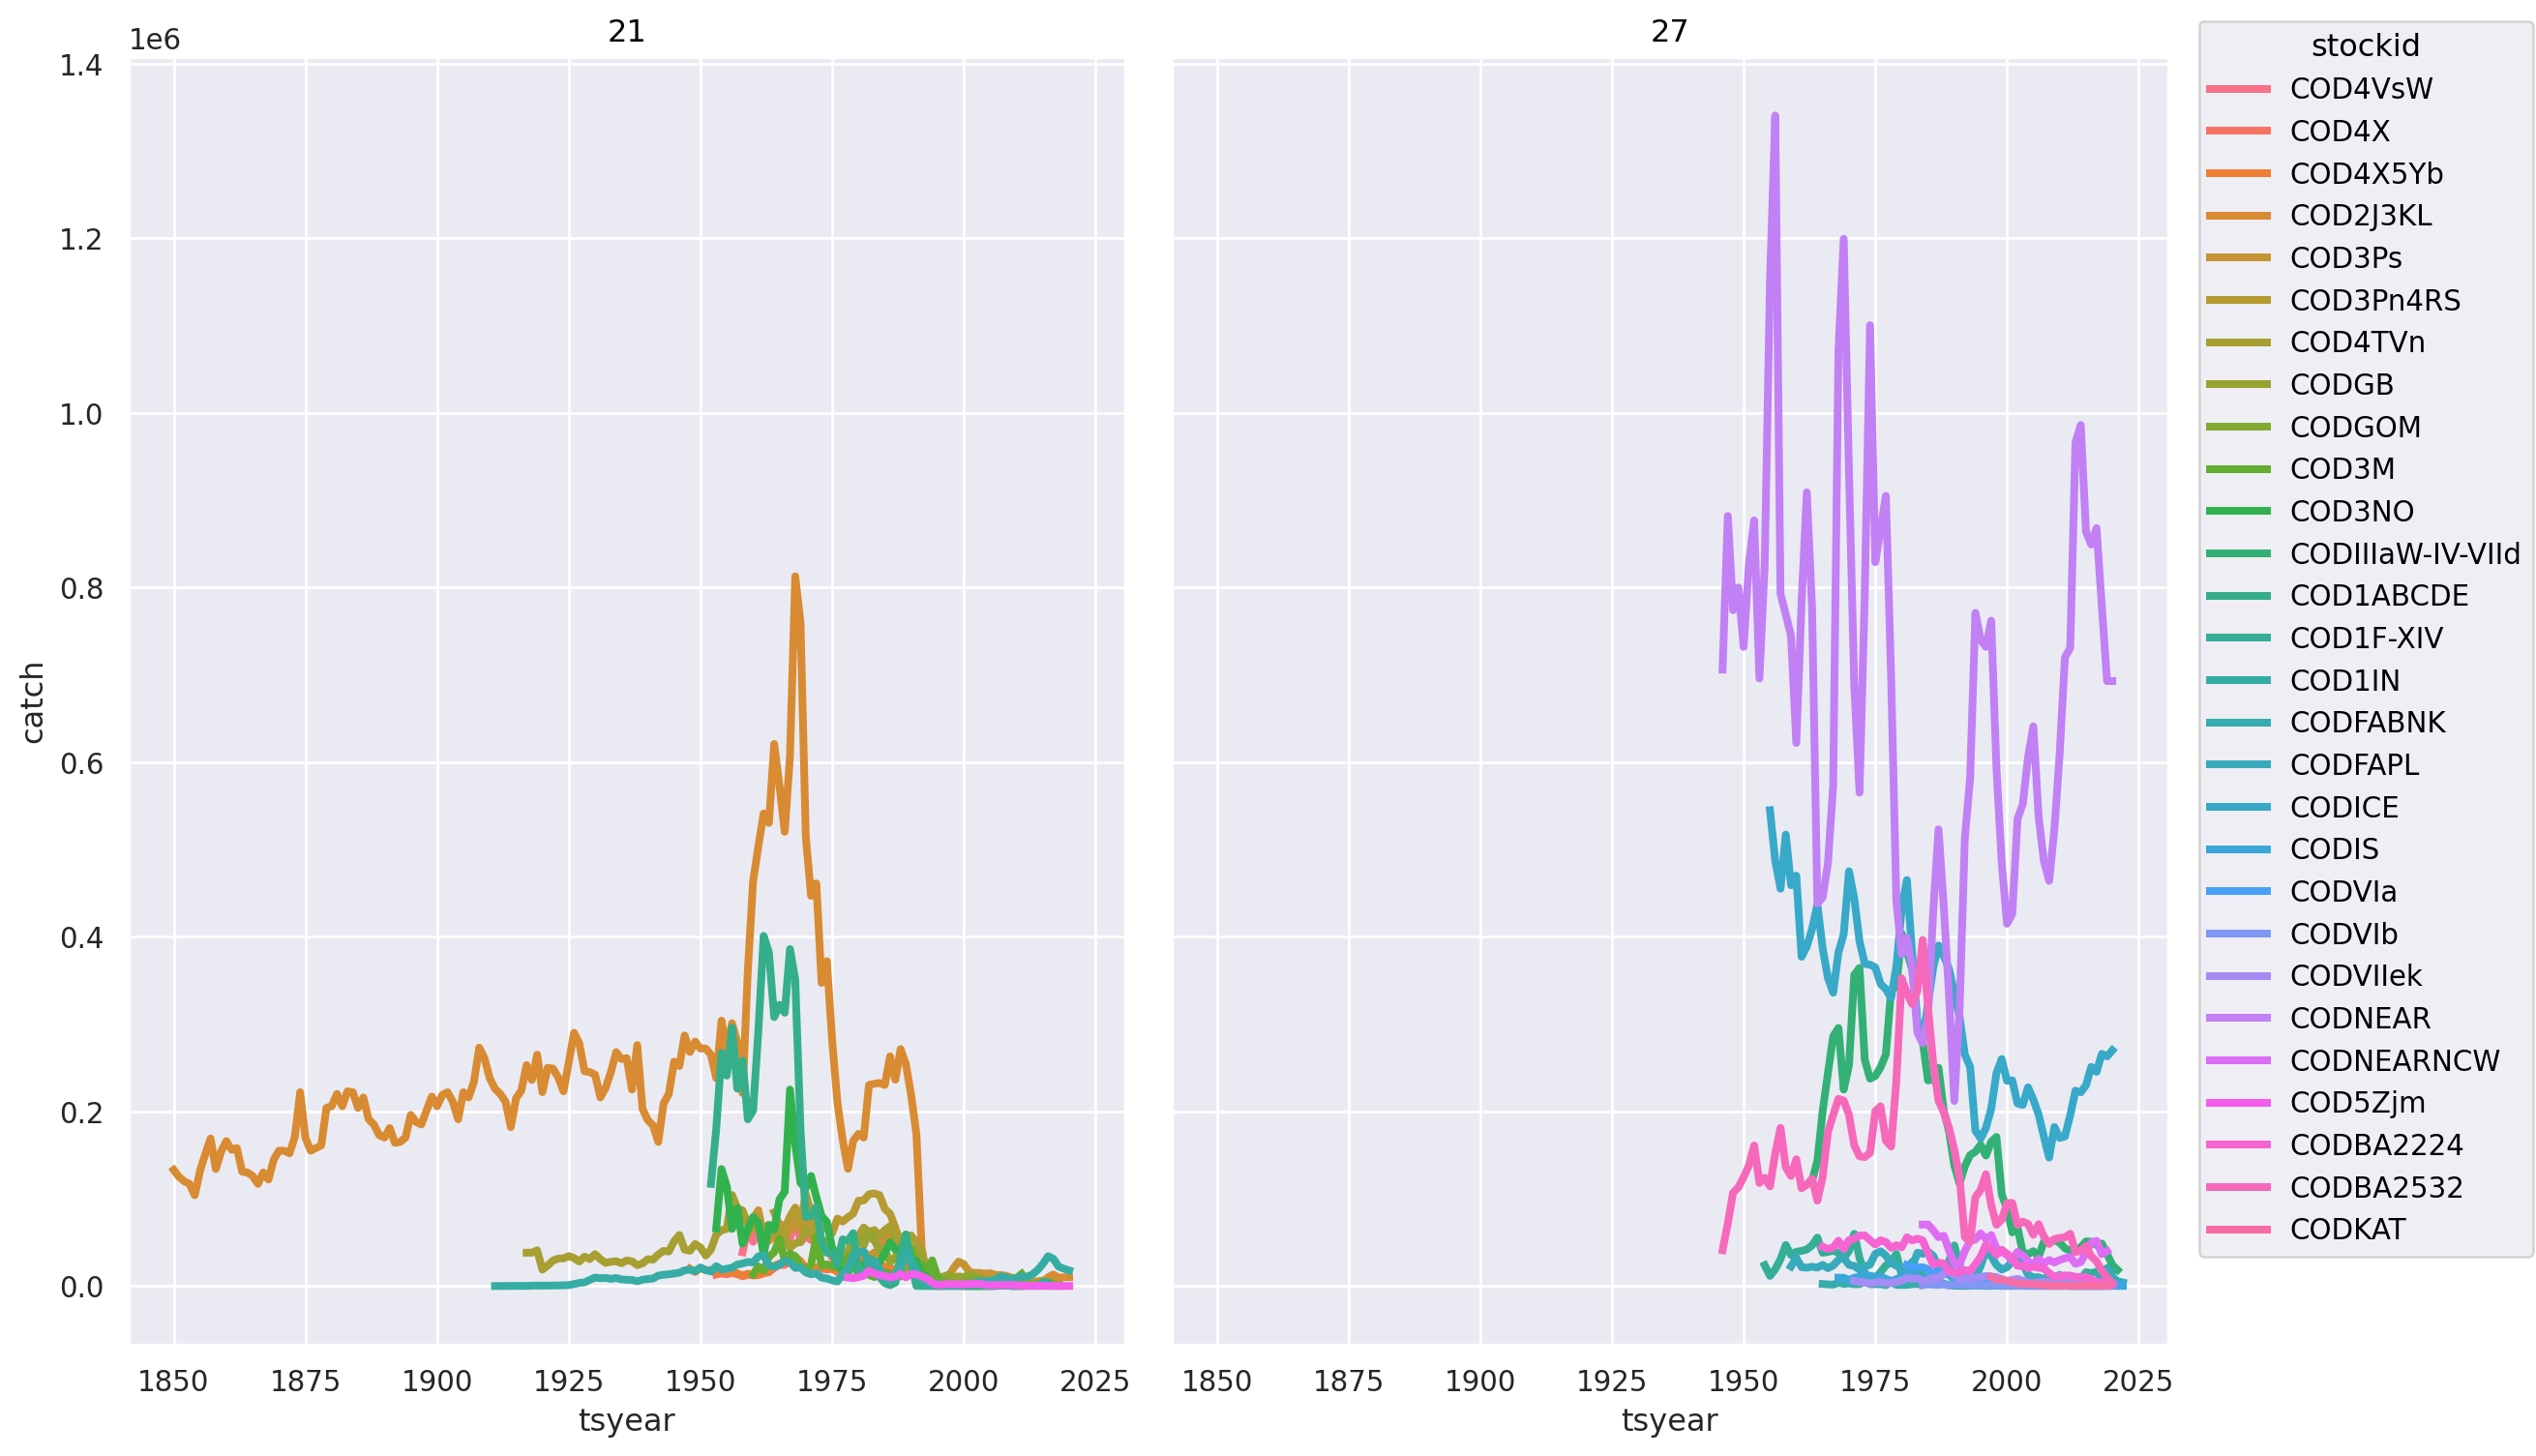 21
27
1e6
1.4
1.2
1.0
0.8
0.6
0.4
0.2
0.0
catch
1850 1875 1900 1925 1950 1975 2000 2025
tsyear
1850 1875 1900 1925 1950 1975 2000 2025
tsyear
stockid
COD4VsW
COD4X
COD4X5Yb
COD2J3KL
COD3Ps
COD3Pn4RS
COD4TVn
CODGB
CODGOM
COD3M
COD3NO
CODIIIaW-IV-VIId
COD1ABCDE
COD1F-XIV
COD1IN
CODFABNK
CODFAPL
CODICE
CODIS
CODVIa
CODVIb
CODVIIek
CODNEAR
CODNEARNCW
COD5Zjm
CODBA2224
CODBA2532
CODKAT